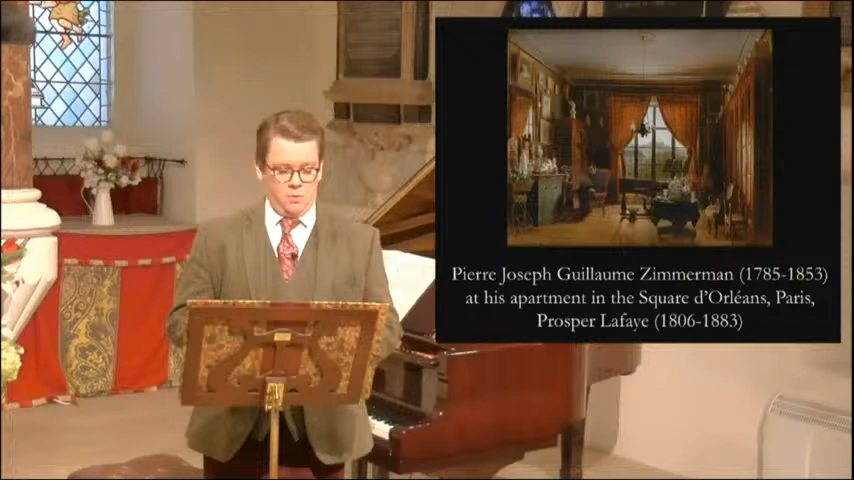 Pierre Joseph Guillaume Zimmerman (1785-1853)
at his apartment in the Square d'Orléans, Paris,
Prosper Lafaye (1806-1883)